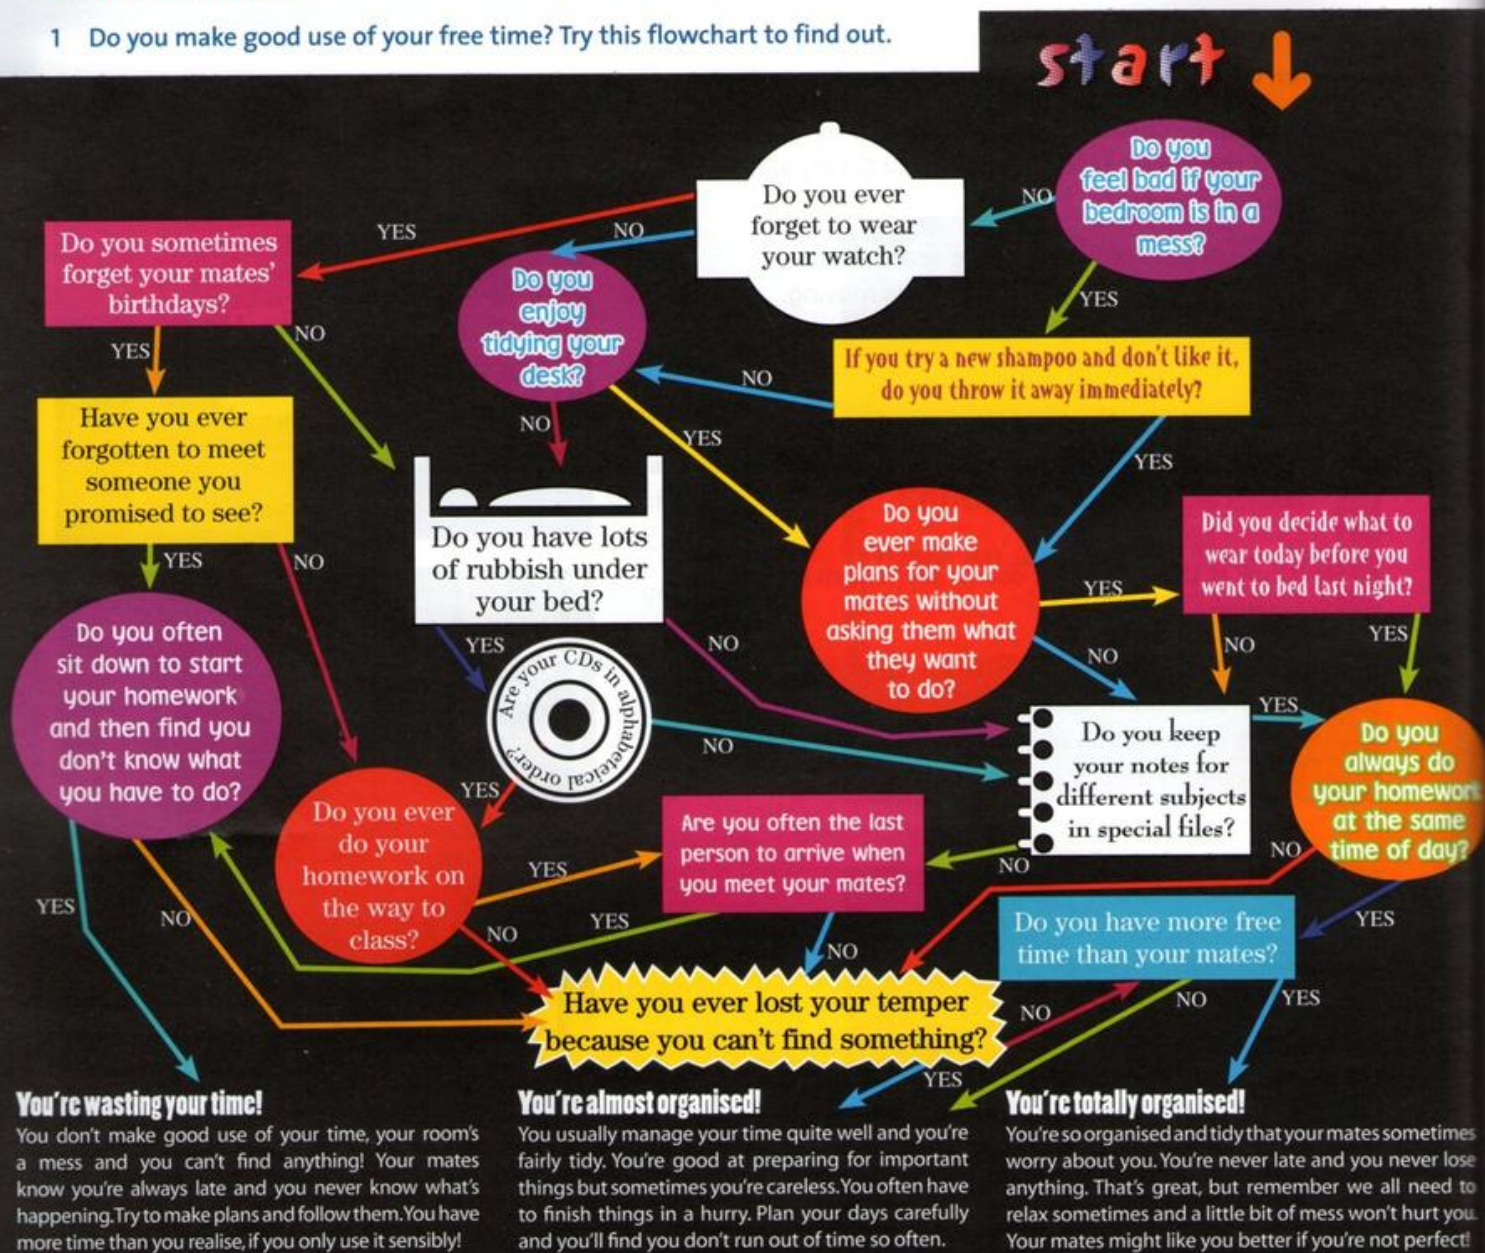 1 Do you make good use of your free time? Try this flowchart to find out.
start
Do you
feel bad if your
bedroom is in a
mess?
NO
YES
Do you ever
forget to wear
your watch?
YES
NO
Do you sometimes
forget your mates'
birthdays?
YES
NO
Do you
enjoy
tidying your
desk?
NO
YES
If you try a new shampoo and don't like it,
do you throw it away immediately?
NO
YES
Have you ever
forgotten to meet
someone you
promised to see?
YES
NO
Do you have lots
of rubbish under
your bed?
YES
NO
Do you
ever make
plans for your
mates without
asking them what
they want
to do?
YES
NO
Did you decide what to
wear today before you
went to bed last night?
NO
YES
Do you often
sit down to start
your homework
and then find you
don't know what
you have to do?
YES
NO
Are your CDs in alphabeteical order?
YES
NO
Do you keep
your notes for
different subjects
in special files?
YES
NO
Do you
always do
your homework
at the same
time of day?
NO
YES
Do you ever
do your
homework on
the way to
class?
YES
NO
Are you often the last
person to arrive when
you meet your mates?
YES
NO
Do you have more free
time than your mates?
NO
YES
Have you ever lost your temper
because you can't find something?
NO
YES
You're wasting your time!
You don't make good use of your time, your room's
a mess and you can't find anything! Your mates
know you're always late and you never know what's
happening. Try to make plans and follow them. You have
more time than you realise, if you only use it sensibly!
You're almost organised!
You usually manage your time quite well and you're
fairly tidy. You're good at preparing for important
things but sometimes you're careless. You often have
to finish things in a hurry. Plan your days carefully
and you'll find you don't run out of time so often.
You're totally organised!
You're so organised and tidy that your mates sometimes
worry about you. You're never late and you never lose
anything. That's great, but remember we all need to
relax sometimes and a little bit of mess won't hurt you.
Your mates might like you better if you're not perfect!